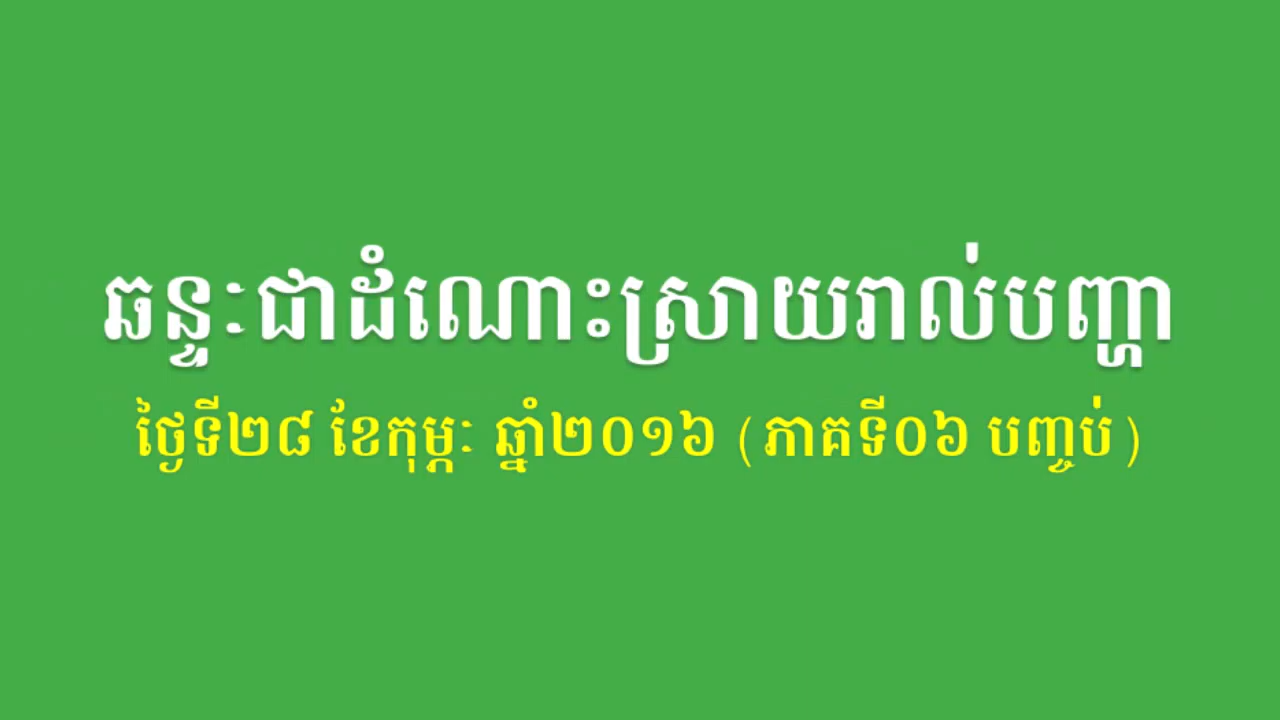 ឆន្ទៈជាដំណោះស្រាយរាល់បញ្ហា
ថ្ងៃទី២៨ ខែកុម្ភៈ ឆ្នាំ២០១៦ (ភាគទី០៦ បញ្ចប់)